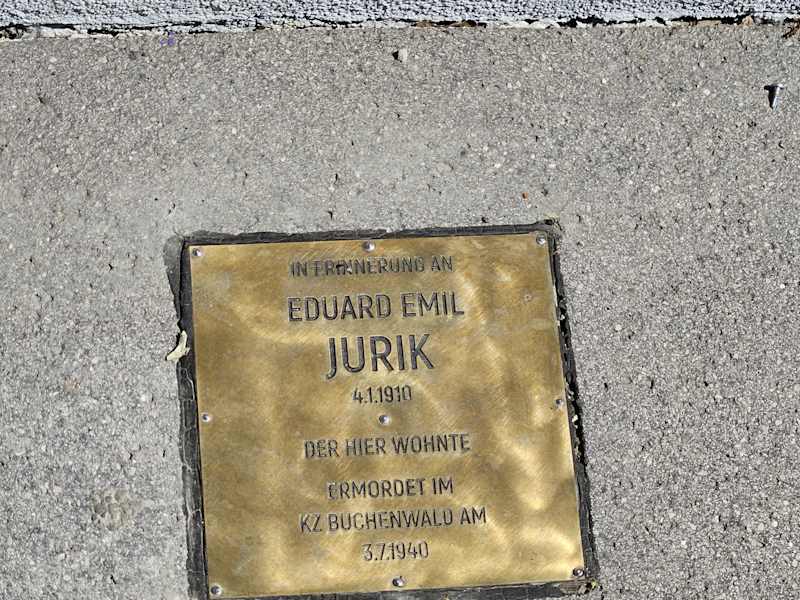 IN ERINNERUNG AN
EDUARD EMIL
JURIK
4.1.1910
DER HIER WOHNTE
ERMORDET IM
KZ BUCHENWALD AM
3.7.1940